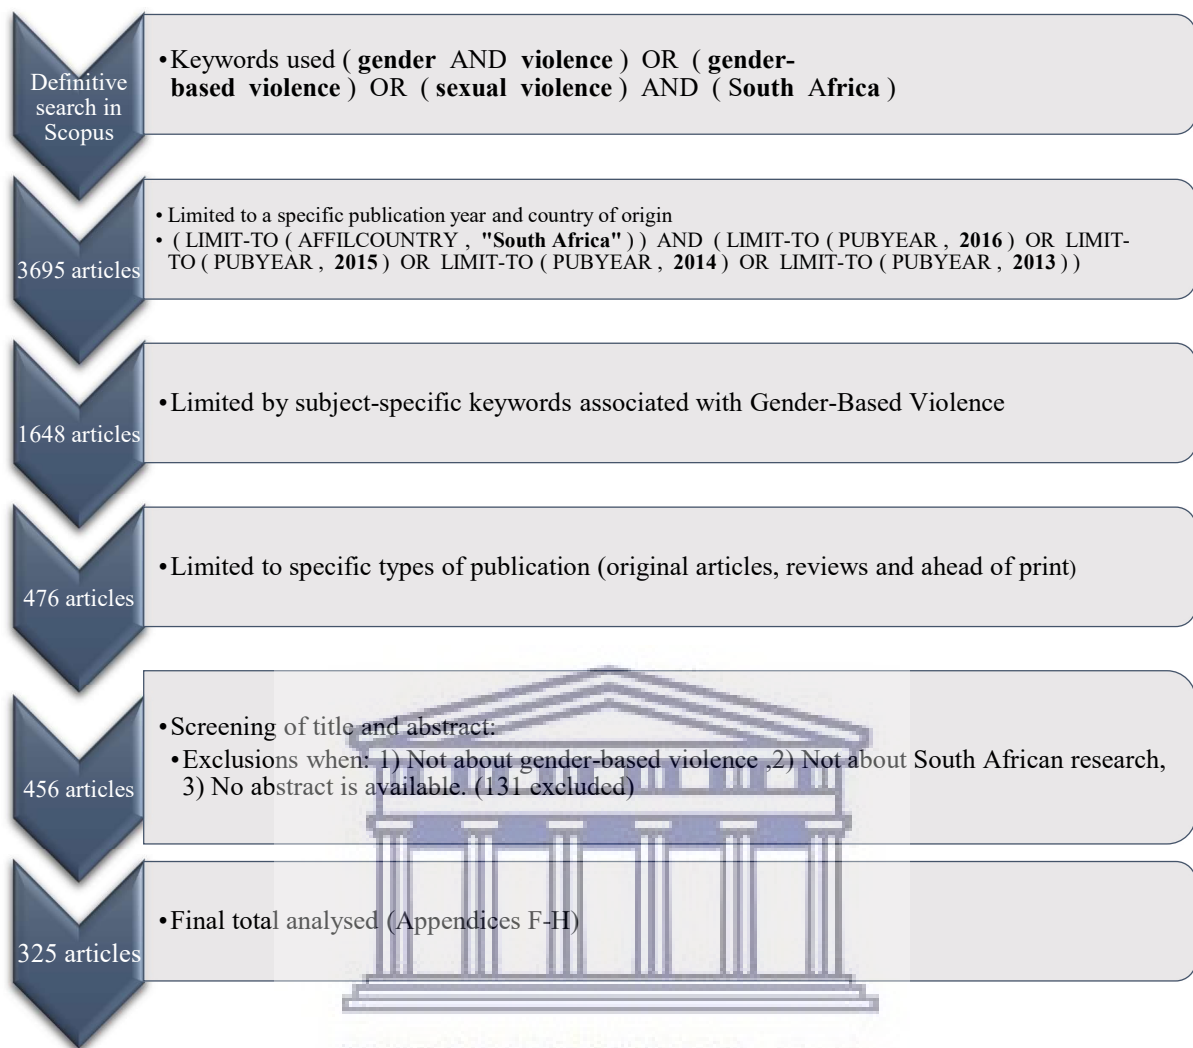 Definitive
search in
Scopus
•Keywords used ( gender AND violence ) OR ( gender-
based violence ) OR ( sexual violence ) AND ( South Africa )
3695 articles
• Limited to a specific publication year and country of origin
• ( LIMIT-TO ( AFFILCOUNTRY , "South Africa" ) ) AND ( LIMIT-TO ( PUBYEAR , 2016 ) OR LIMIT-
TO ( PUBYEAR , 2015 ) OR LIMIT-TO ( PUBYEAR , 2014 ) OR LIMIT-TO ( PUBYEAR , 2013 ) )
1648 articles
•Limited by subject-specific keywords associated with Gender-Based Violence
476 articles
•Limited to specific types of publication (original articles, reviews and ahead of print)
456 articles
•Screening of title and abstract:
•Exclusions when: 1) Not about gender-based violence ,2) Not about South African research,
3) No abstract is available. (131 excluded)
325 articles
•Final total analysed (Appendices F-H)